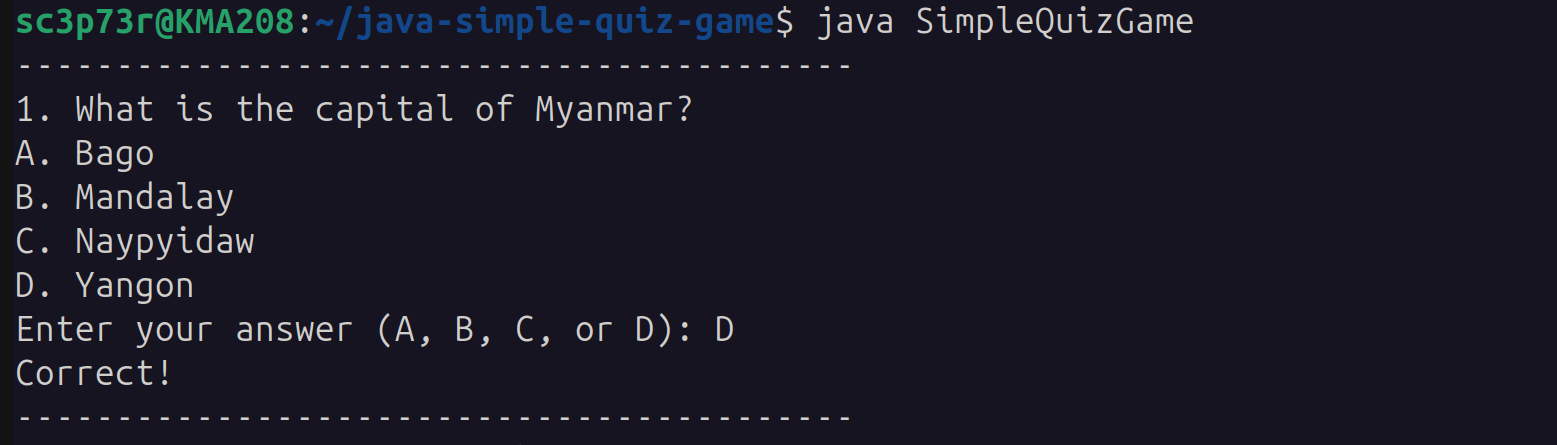 sc3p73r@KMA208:~/java-simple-quiz-game$ java SimpleQuizGame
------------------------------------------
1. What is the capital of Myanmar?
A. Bago
B. Mandalay
C. Naypyidaw
D. Yangon
Enter your answer (A, B, C, or D): D
Correct!
------------------------------------------